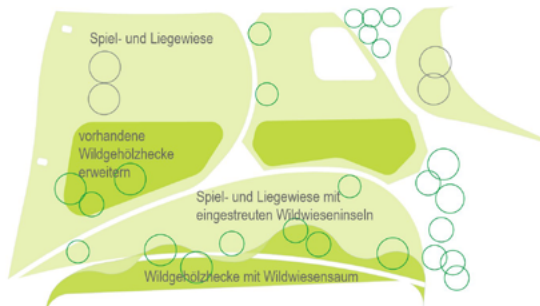 Spiel- und Liegewiese
vorhandene
Wildgehölzhecke
erweitern
Spiel- und Liegewiese mit
eingestreuten Wildwieseninseln
Wildgehölzhecke mit Wildwiesensaum